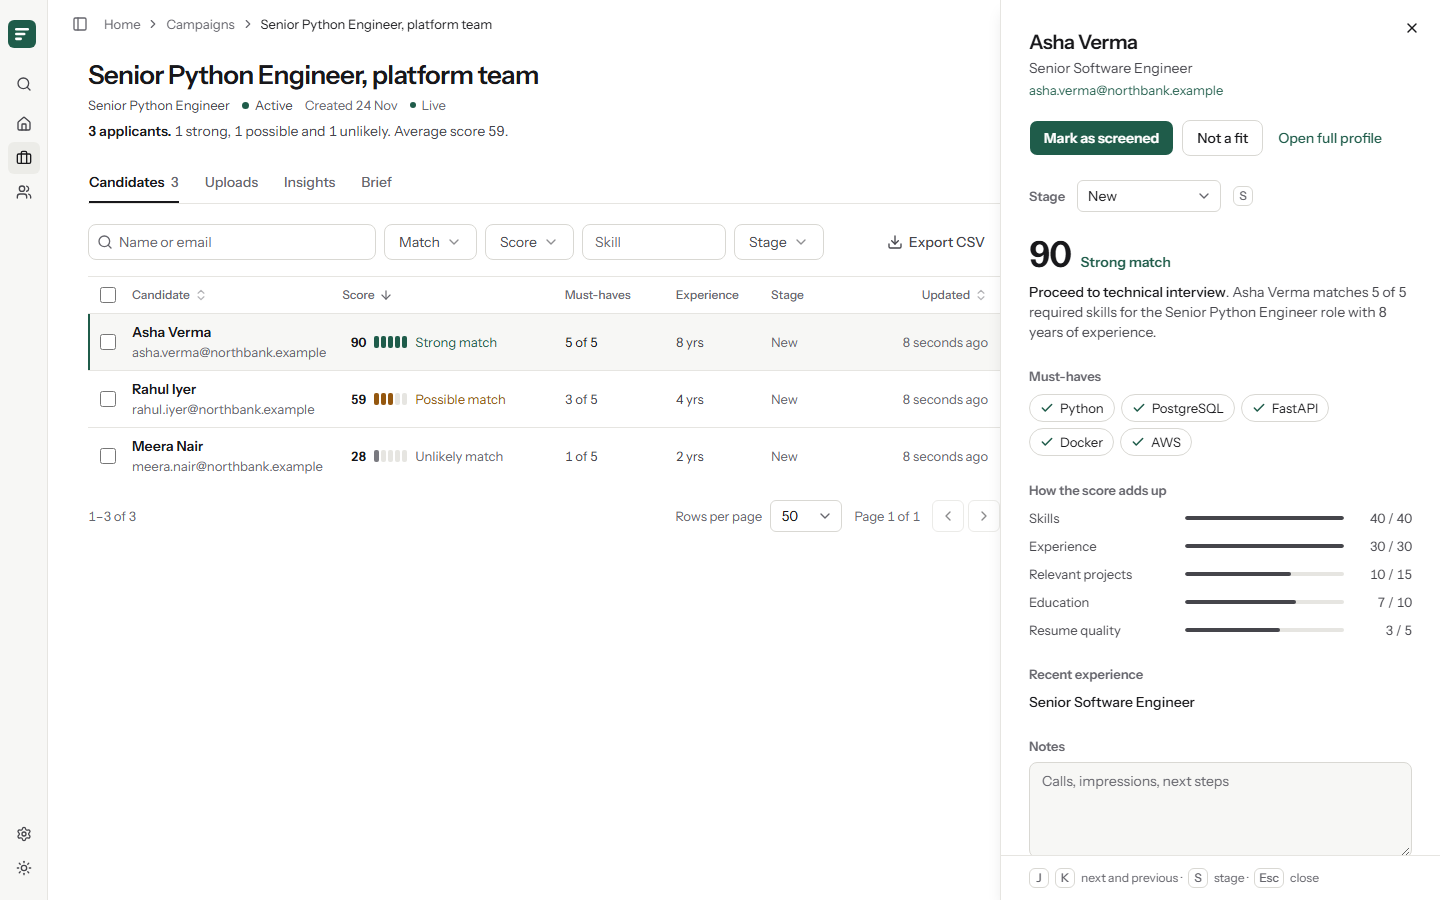 Home > Campaigns > Senior Python Engineer, platform team
Senior Python Engineer, platform team
Senior Python Engineer Active Created 24 Nov Live
3 applicants. 1 strong, 1 possible and 1 unlikely. Average score 59.
Candidates 3 Uploads Insights Brief
Name or email Match Score Skill Stage Export CSV
Candidate Score Must-haves Experience Stage Updated
Asha Verma
asha.verma@northbank.example
90 Strong match 5 of 5 8 yrs New 8 seconds ago
Rahul Iyer
rahul.iyer@northbank.example
59 Possible match 3 of 5 4 yrs New 8 seconds ago
Meera Nair
meera.nair@northbank.example
28 Unlikely match 1 of 5 2 yrs New 8 seconds ago
1–3 of 3 Rows per page 50 Page 1 of 1
Asha Verma
Senior Software Engineer
asha.verma@northbank.example
Mark as screened Not a fit Open full profile
Stage New S
90 Strong match
Proceed to technical interview. Asha Verma matches 5 of 5
required skills for the Senior Python Engineer role with 8
years of experience.
Must-haves
Python PostgreSQL FastAPI
Docker AWS
How the score adds up
Skills 40 / 40
Experience 30 / 30
Relevant projects 10 / 15
Education 7 / 10
Resume quality 3 / 5
Recent experience
Senior Software Engineer
Notes
Calls, impressions, next steps
J K next and previous · S stage · Esc close